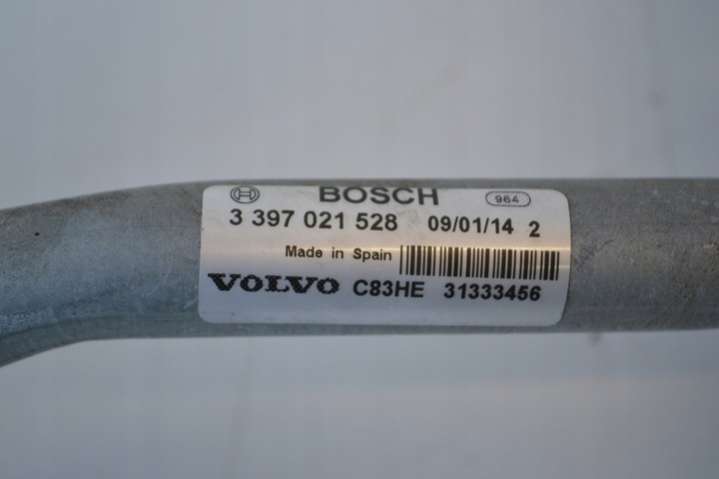 BOSCH 964
3 397 021 528 09/01/14 2
Made in Spain
VOLVO C83HE 31333456